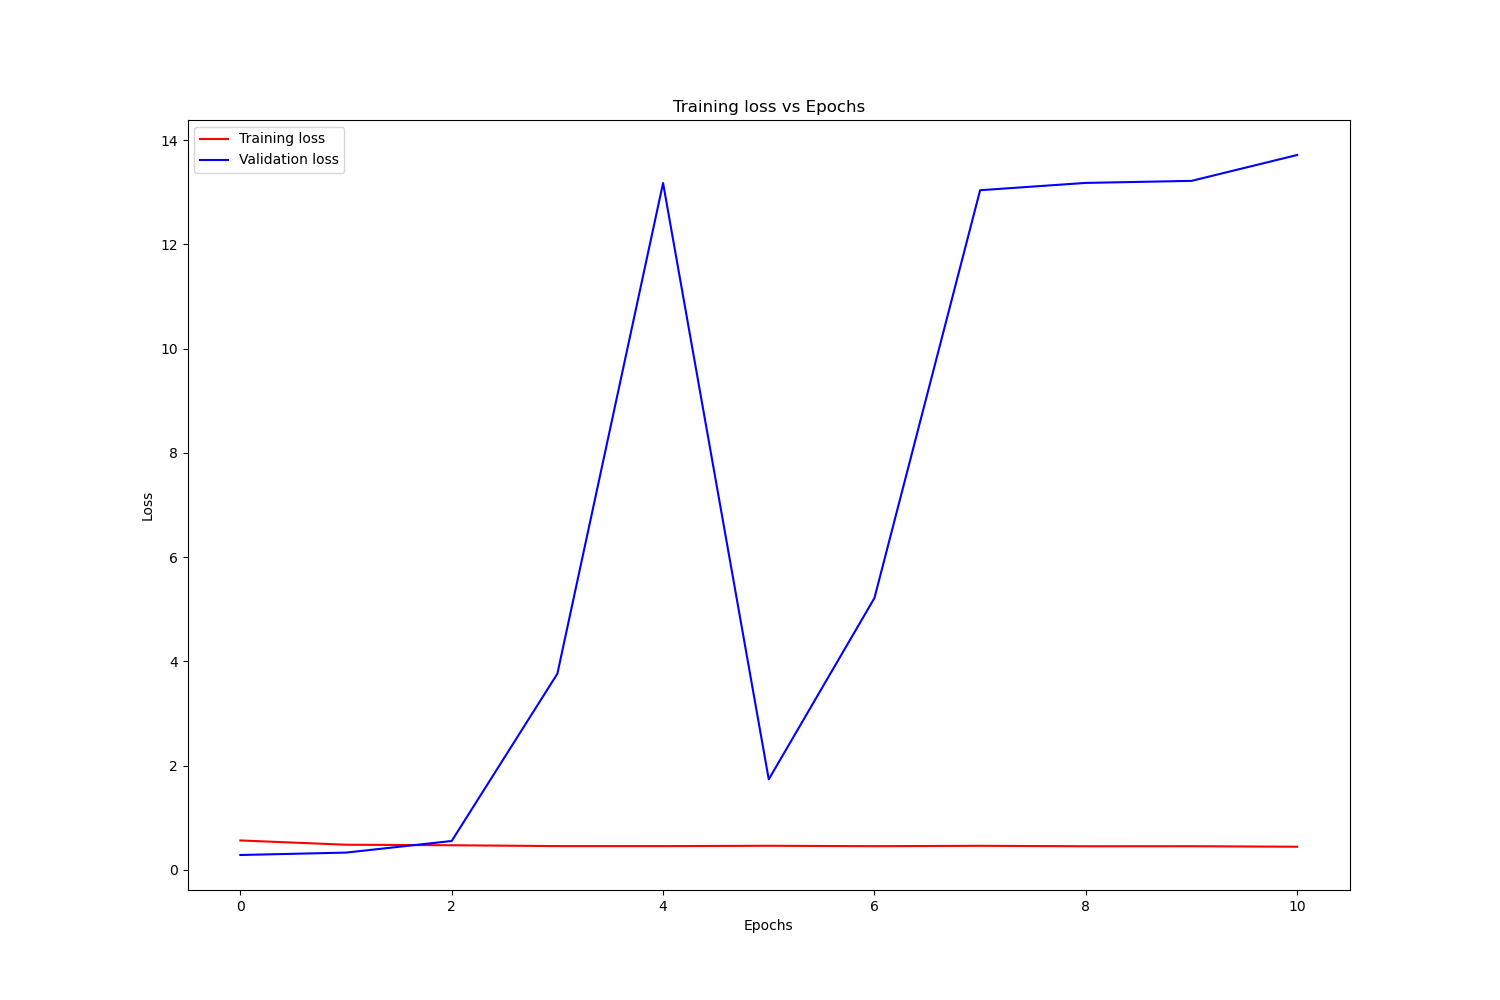 Training loss vs Epochs
Training loss
Validation loss
14
12
10
8
6
4
2
0
Loss
0 2 4 6 8 10
Epochs